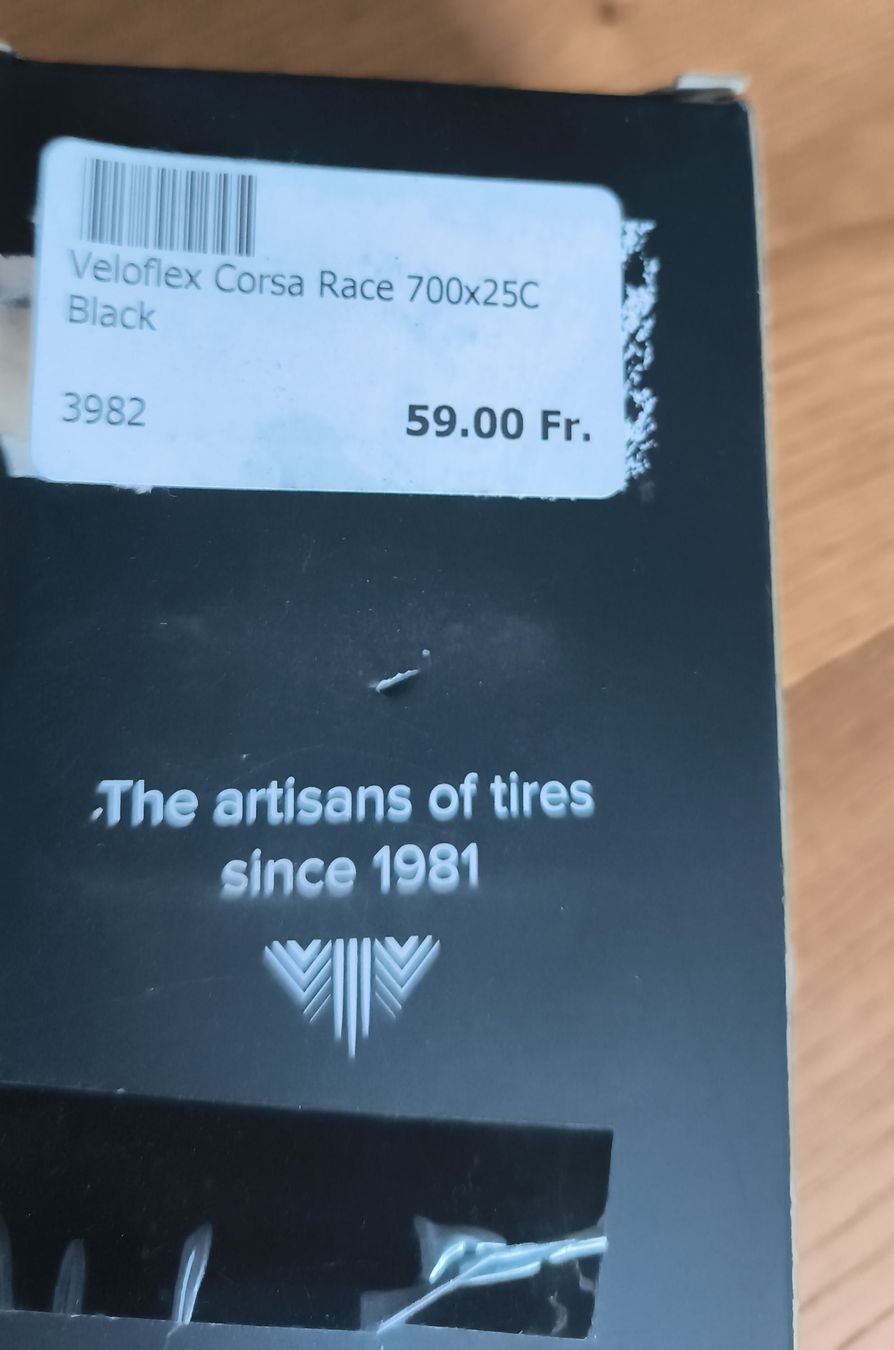 Veloflex Corsa Race 700x25C
Black
3982
59.00 Fr.
The artisans of tires
since 1981